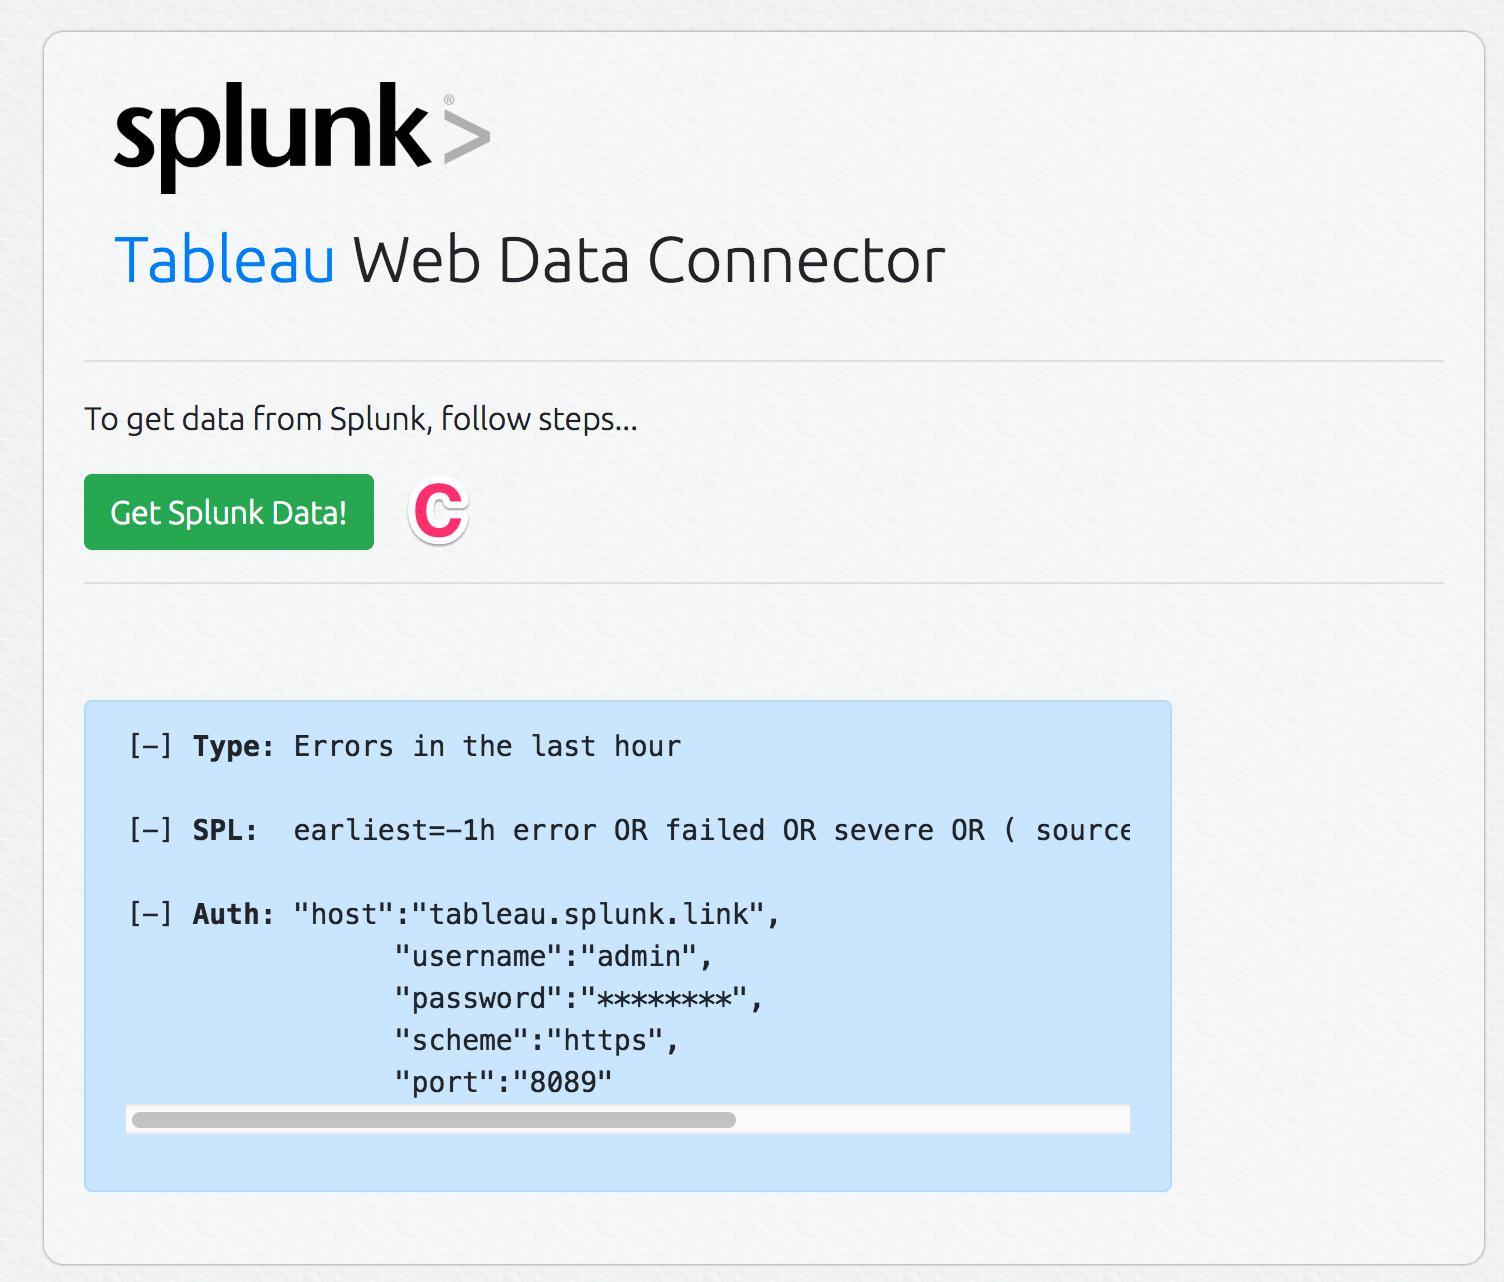 splunk>®
Tableau Web Data Connector
To get data from Splunk, follow steps...
Get Splunk Data!
C
[−] Type: Errors in the last hour
[−] SPL: earliest=−1h error OR failed OR severe OR ( source
[−] Auth: "host":"tableau.splunk.link",
"username":"admin",
"password":"********",
"scheme":"https",
"port":"8089"